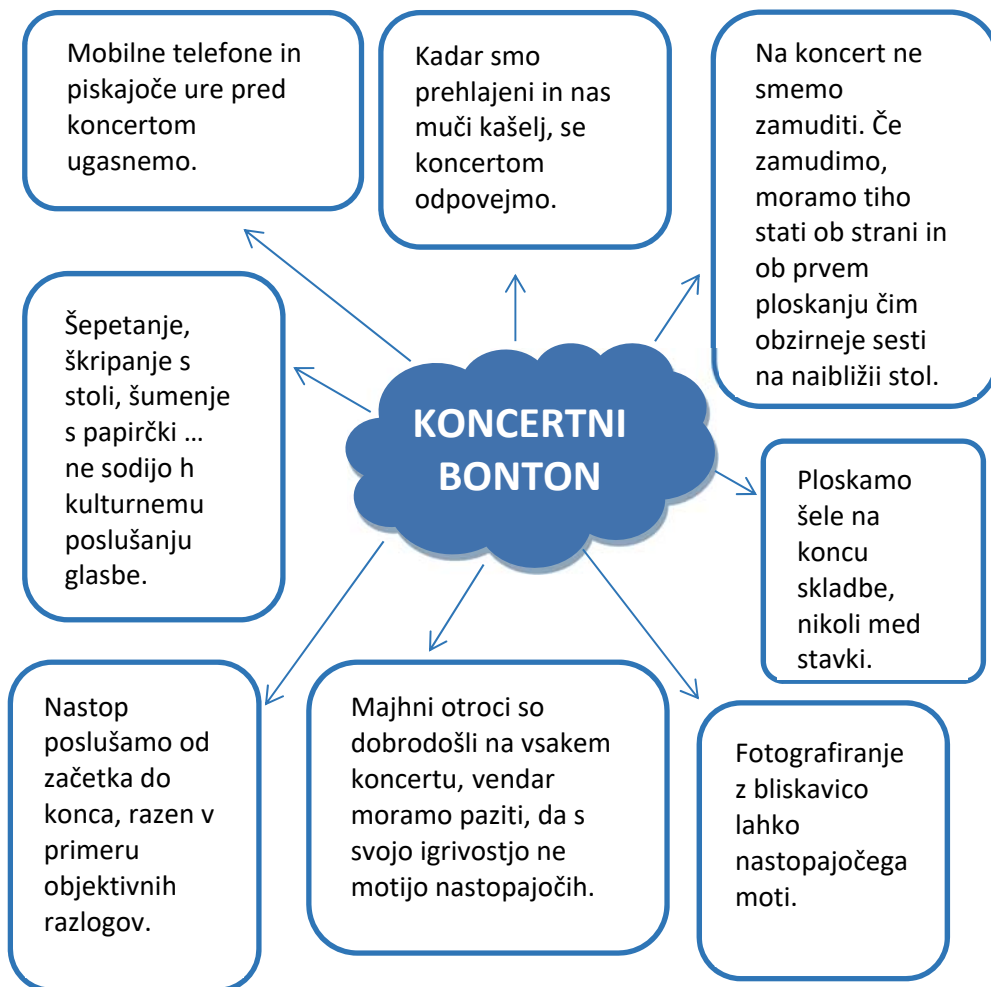 Mobilne telefone in
piskajoče ure pred
koncertom
ugasnemo.
Kadar smo
prehlajeni in nas
muči kašelj, se
koncertom
odpovejmo.
Na koncert ne
smemo
zamuditi. Če
zamudimo,
moramo tiho
stati ob strani in
ob prvem
ploskanju čim
obzirneje sesti
na naibližji stol.
Šepetanje,
škripanje s
stoli, šumenje
s papirčki …
ne sodijo h
kulturnemu
poslušanju
glasbe.
KONCERTNI
BONTON
Ploskamo
šele na
koncu
skladbe,
nikoli med
stavki.
Nastop
poslušamo od
začetka do
konca, razen v
primeru
objektivnih
razlogov.
Majhni otroci so
dobrodošli na vsakem
koncertu, vendar
moramo paziti, da s
svojo igrivostjo ne
motijo nastopajočih.
Fotografiranje
z bliskavico
lahko
nastopajočega
moti.